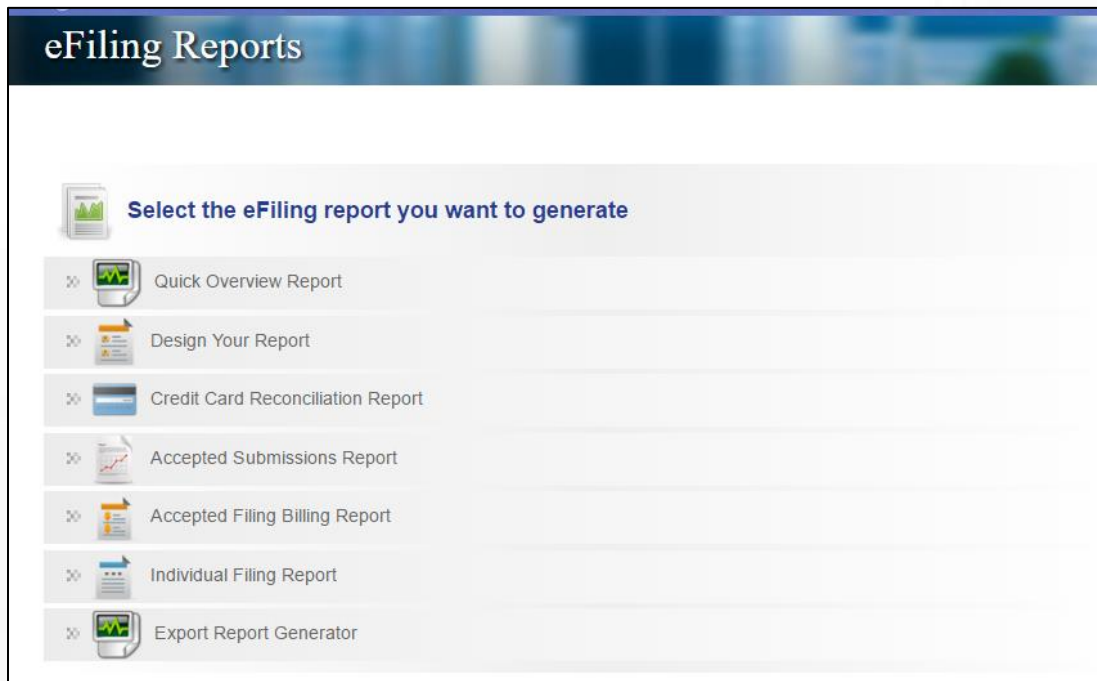 eFiling Reports
Select the eFiling report you want to generate
Quick Overview Report
Design Your Report
Credit Card Reconciliation Report
Accepted Submissions Report
Accepted Filing Billing Report
Individual Filing Report
Export Report Generator